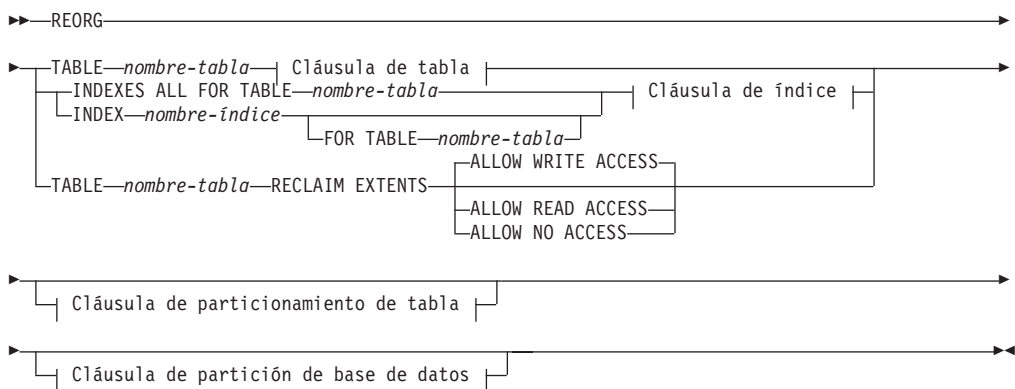 REORG
TABLE nombre-tabla Cláusula de tabla
INDEXES ALL FOR TABLE nombre-tabla Cláusula de índice
INDEX nombre-índice
FOR TABLE nombre-tabla
ALLOW WRITE ACCESS
TABLE nombre-tabla RECLAIM EXTENTS
ALLOW READ ACCESS
ALLOW NO ACCESS
Cláusula de particionamiento de tabla
Cláusula de partición de base de datos